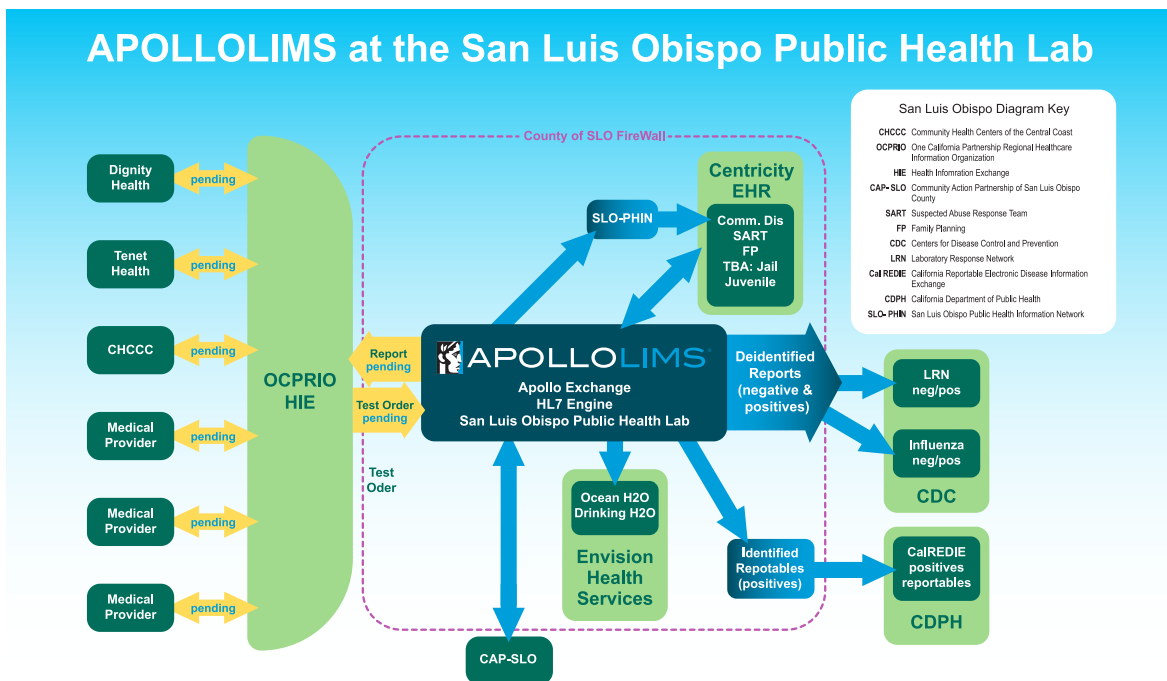 APOLLOLIMS at the San Luis Obispo Public Health Lab
San Luis Obispo Diagram Key
CHCCC Community Health Centers of the Central Coast
OCPRIO One California Partnership Regional Healthcare
Information Organization
HIE Health Infomration Exchange
CAP-SLO Community Action Partnership of San Luis Obispo
County
SART Suspected Abuse Response Team
FP Family Planning
CDC Centers for Disease Control and Prevention
LRN Laboratory Response Network
Cal REDIE California Reportable Electronic Disease Information
Exchange
CDPH California Department of Public Health
SLO- PHIN San Luis Obispo Public Health Information Network
County of SLO FireWall
Dignity
Health
pending
Tenet
Health
pending
CHCCC
pending
Medical
Provider
pending
Medical
Provider
pending
Medical
Provider
pending
OCPRIO
HIE
Report
pending
Test Order
pending
Test
Oder
SLO-PHIN
Centricity
EHR
Comm. Dis
SART
FP
TBA: Jail
Juvenile
APOLLOLIMS®
Apollo Exchange
HL7 Engine
San Luis Obispo Public Health Lab
Deidentified
Reports
(negative &
positives)
LRN
neg/pos
Influenza
neg/pos
CDC
Ocean H2O
Drinking H2O
Envision
Health
Services
Identified
Repotables
(positives)
CalREDIE
positives
reportables
CDPH
CAP-SLO